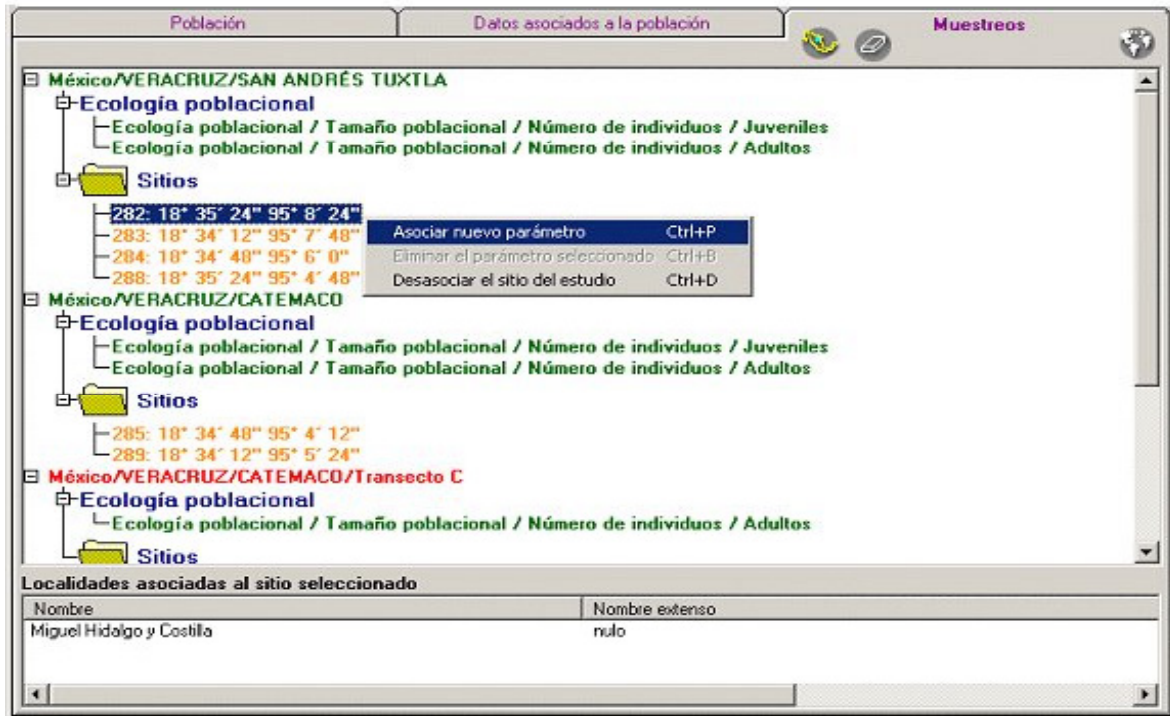 Población Datos asociados a la población Muestreos
México/VERACRUZ/SAN ANDRÉS TUXTLA
Ecología poblacional
Ecología poblacional / Tamaño poblacional / Número de individuos / Juveniles
Ecología poblacional / Tamaño poblacional / Número de individuos / Adultos
Sitios
282: 18° 35´ 24" 95° 8´ 24"
283: 18° 34´ 12" 95° 7´ 48"
284: 18° 34´ 48" 95° 6´ 0"
288: 18° 35´ 24" 95° 4´ 48"
Asociar nuevo parámetro Ctrl+P
Eliminar el parámetro seleccionado Ctrl+B
Desasociar el sitio del estudio Ctrl+D
México/VERACRUZ/CATEMACO
Ecología poblacional
Ecología poblacional / Tamaño poblacional / Número de individuos / Juveniles
Ecología poblacional / Tamaño poblacional / Número de individuos / Adultos
Sitios
285: 18° 34´ 48" 95° 4´ 12"
289: 18° 34´ 12" 95° 5´ 24"
México/VERACRUZ/CATEMACO/Transecto C
Ecología poblacional
Ecología poblacional / Tamaño poblacional / Número de individuos / Adultos
Sitios
Localidades asociadas al sitio seleccionado
Nombre Nombre extenso
Miguel Hidalgo y Costilla nulo